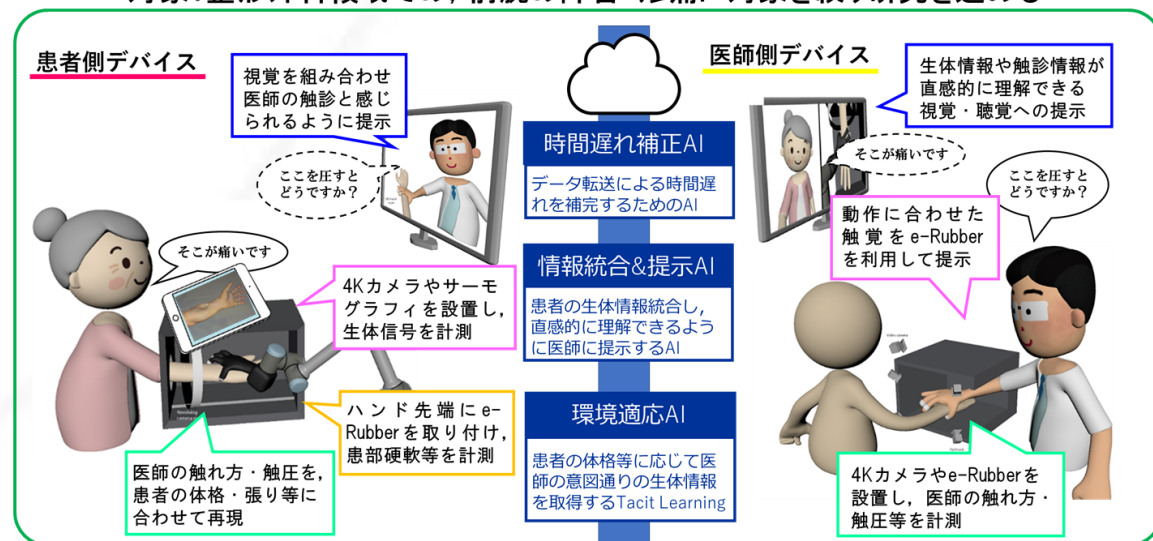 患者側デバイス
視覚を組み合わせ
医師の触診と感じ
られるように提示
ここを圧すと
どうですか？
そこが痛いです
4Kカメラやサーモ
グラフィを設置し，
生体信号を計測
ハンド先端にe-
Rubberを取り付け，
患部硬軟等を計測
医師の触れ方・触圧を，
患者の体格・張り等に
合わせて再現
時間遅れ補正AI
データ転送による時間遅
れを補完するためのAI
情報統合&提示AI
患者の生体情報統合し，
直感的に理解できるよう
に医師に提示するAI
環境適応AI
患者の体格等に応じて医
師の意図通りの生体情報
を取得するTacit Learning
医師側デバイス
生体情報や触診情報が
直感的に理解できる
視覚・聴覚への提示
そこが痛いです
ここを圧すと
どうですか？
動作に合わせた
触覚をe-Rubber
を利用して提示
Video camera
4Kカメラやe-Rubberを
設置し，医師の触れ方・
触圧等を計測